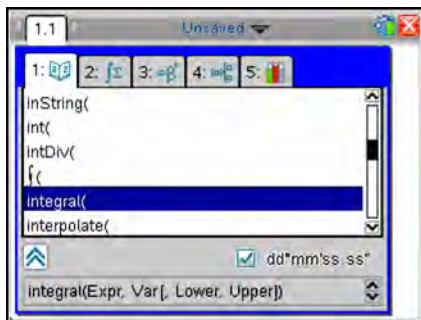 1.1 Unsaved
1: 2: ∫Σ 3: ∞β° 4: 5:
inString(
int(
intDiv(
∫(
integral(
interpolate(
dd°mm'ss.ss"
integral(Expr, Var[, Lower, Upper])